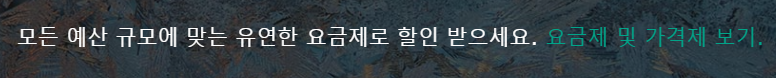 모든 예산 규모에 맞는 유연한 요금제로 할인 받으세요. 요금제 및 가격제 보기.